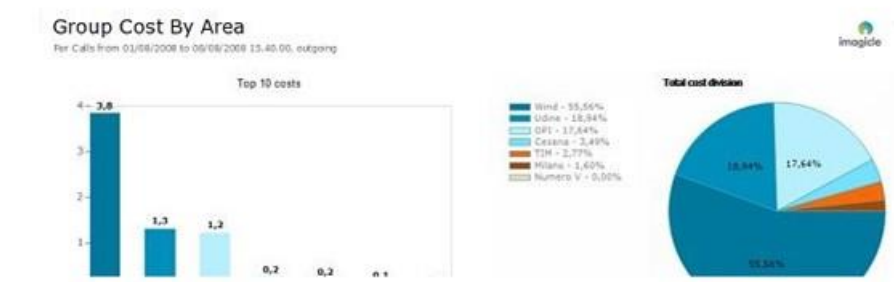 Group Cost By Area
Per Calls from 01/08/2008 to 08/08/2008 15.40.00, outgoing
imagicle
Top 10 costs
4
3,8
3
2
1
1,3
1,2
0,2
0,2
0,1
Wind - 55,56%
Udine - 18,94%
OPI - 17,64%
Cesena - 3,49%
TIM - 2,77%
Milano - 1,60%
Numero V - 0,00%
Total cost division
18,94%
17,64%
55,56%